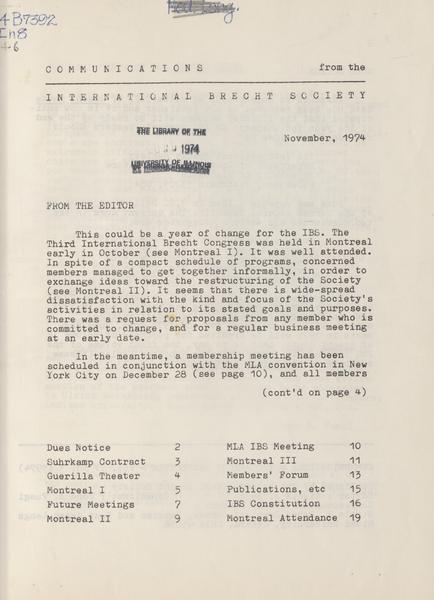 4B7392
In8
4-6
COMMUNICATIONS from the
INTERNATIONAL BRECHT SOCIETY
THE LIBRARY OF THE
1974
UNIVERSITY OF ILLINOIS
November, 1974
FROM THE EDITOR
This could be a year of change for the IBS. The
Third International Brecht Congress was held in Montreal
early in October (see Montreal I). It was well attended.
In spite of a compact schedule of programs, concerned
members managed to get together informally, in order to
exchange ideas toward the restructuring of the Society
(see Montreal II). It seems that there is wide-spread
dissatisfaction with the kind and focus of the Society's
activities in relation to its stated goals and purposes.
There was a request for proposals from any member who is
committed to change, and for a regular business meeting
at an early date.
In the meantime, a membership meeting has been
scheduled in conjunction with the MLA convention in New
York City on December 28 (see page 10), and all members
(cont'd on page 4)
Dues Notice 2 MLA IBS Meeting 10
Suhrkamp Contract 3 Montreal III 11
Guerilla Theater 4 Members' Forum 13
Montreal I 5 Publications, etc 15
Future Meetings 7 IBS Constitution 16
Montreal II 9 Montreal Attendance 19